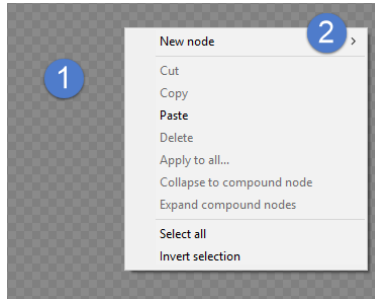 1
2
New node
Cut
Copy
Paste
Delete
Apply to all...
Collapse to compound node
Expand compound nodes
Select all
Invert selection